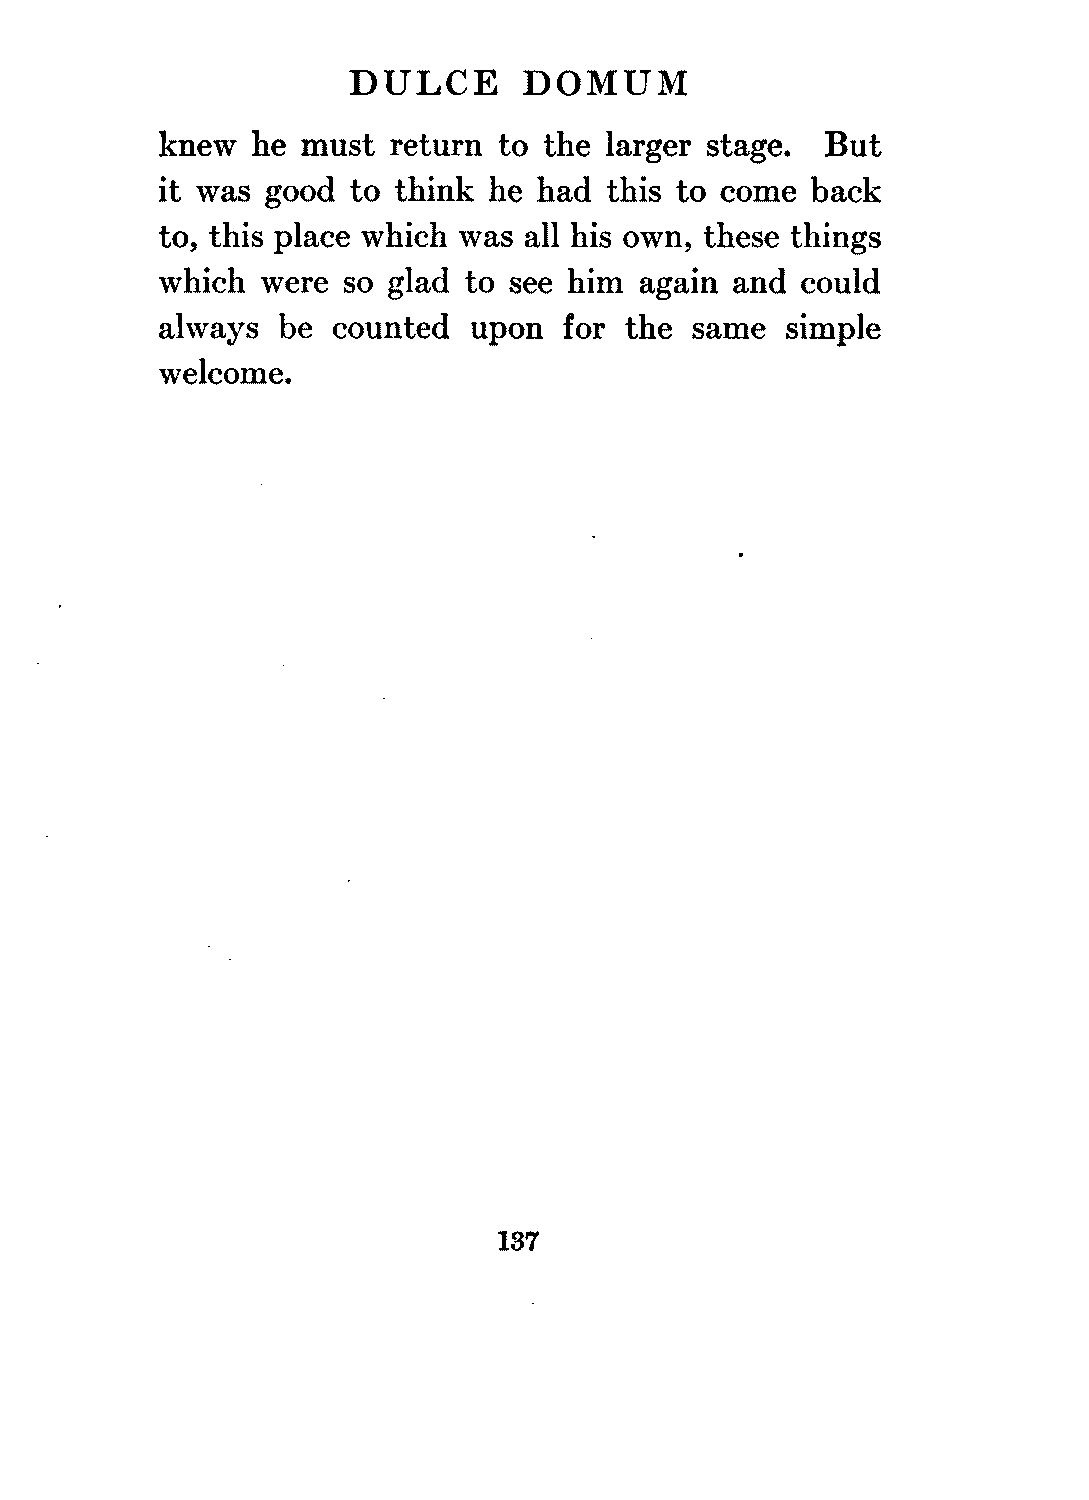 DULCE DOMUM
knew he must return to the larger stage. But
it was good to think he had this to come back
to, this place which was all his own, these things
which were so glad to see him again and could
always be counted upon for the same simple
welcome.
137